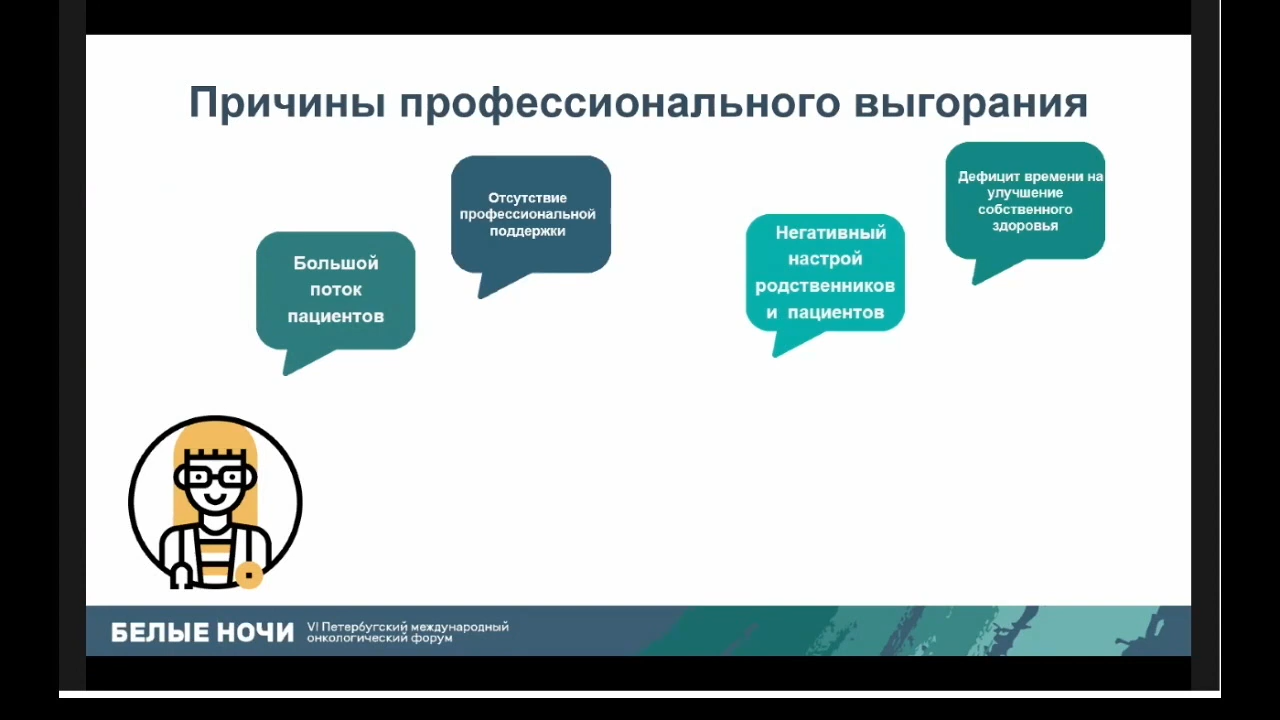 Причины профессионального выгорания
Большой
поток
пациентов
Отсутствие
профессиональной
поддержки
Негативный
настрой
родственников
и пациентов
Дефицит времени на
улучшение
собственного
здоровья
БЕЛЫЕ НОЧИ
VI Петербугский международный
онкологический форум